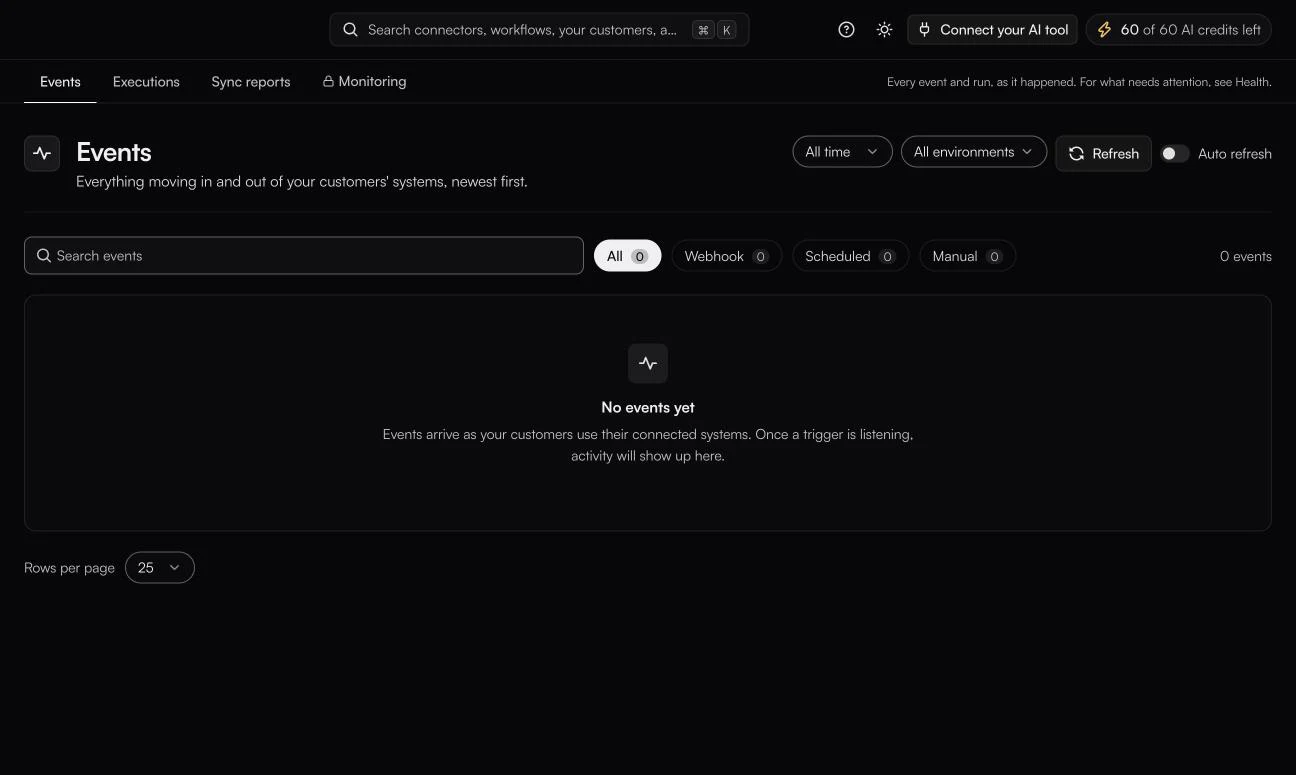 Search connectors, workflows, your customers, a...
⌘ K
Connect your AI tool
60 of 60 AI credits left
Events
Executions
Sync reports
Monitoring
Every event and run, as it happened. For what needs attention, see Health.
Events
Everything moving in and out of your customers' systems, newest first.
All time
All environments
Refresh
Auto refresh
Search events
All 0
Webhook 0
Scheduled 0
Manual 0
0 events
No events yet
Events arrive as your customers use their connected systems. Once a trigger is listening,
activity will show up here.
Rows per page
25